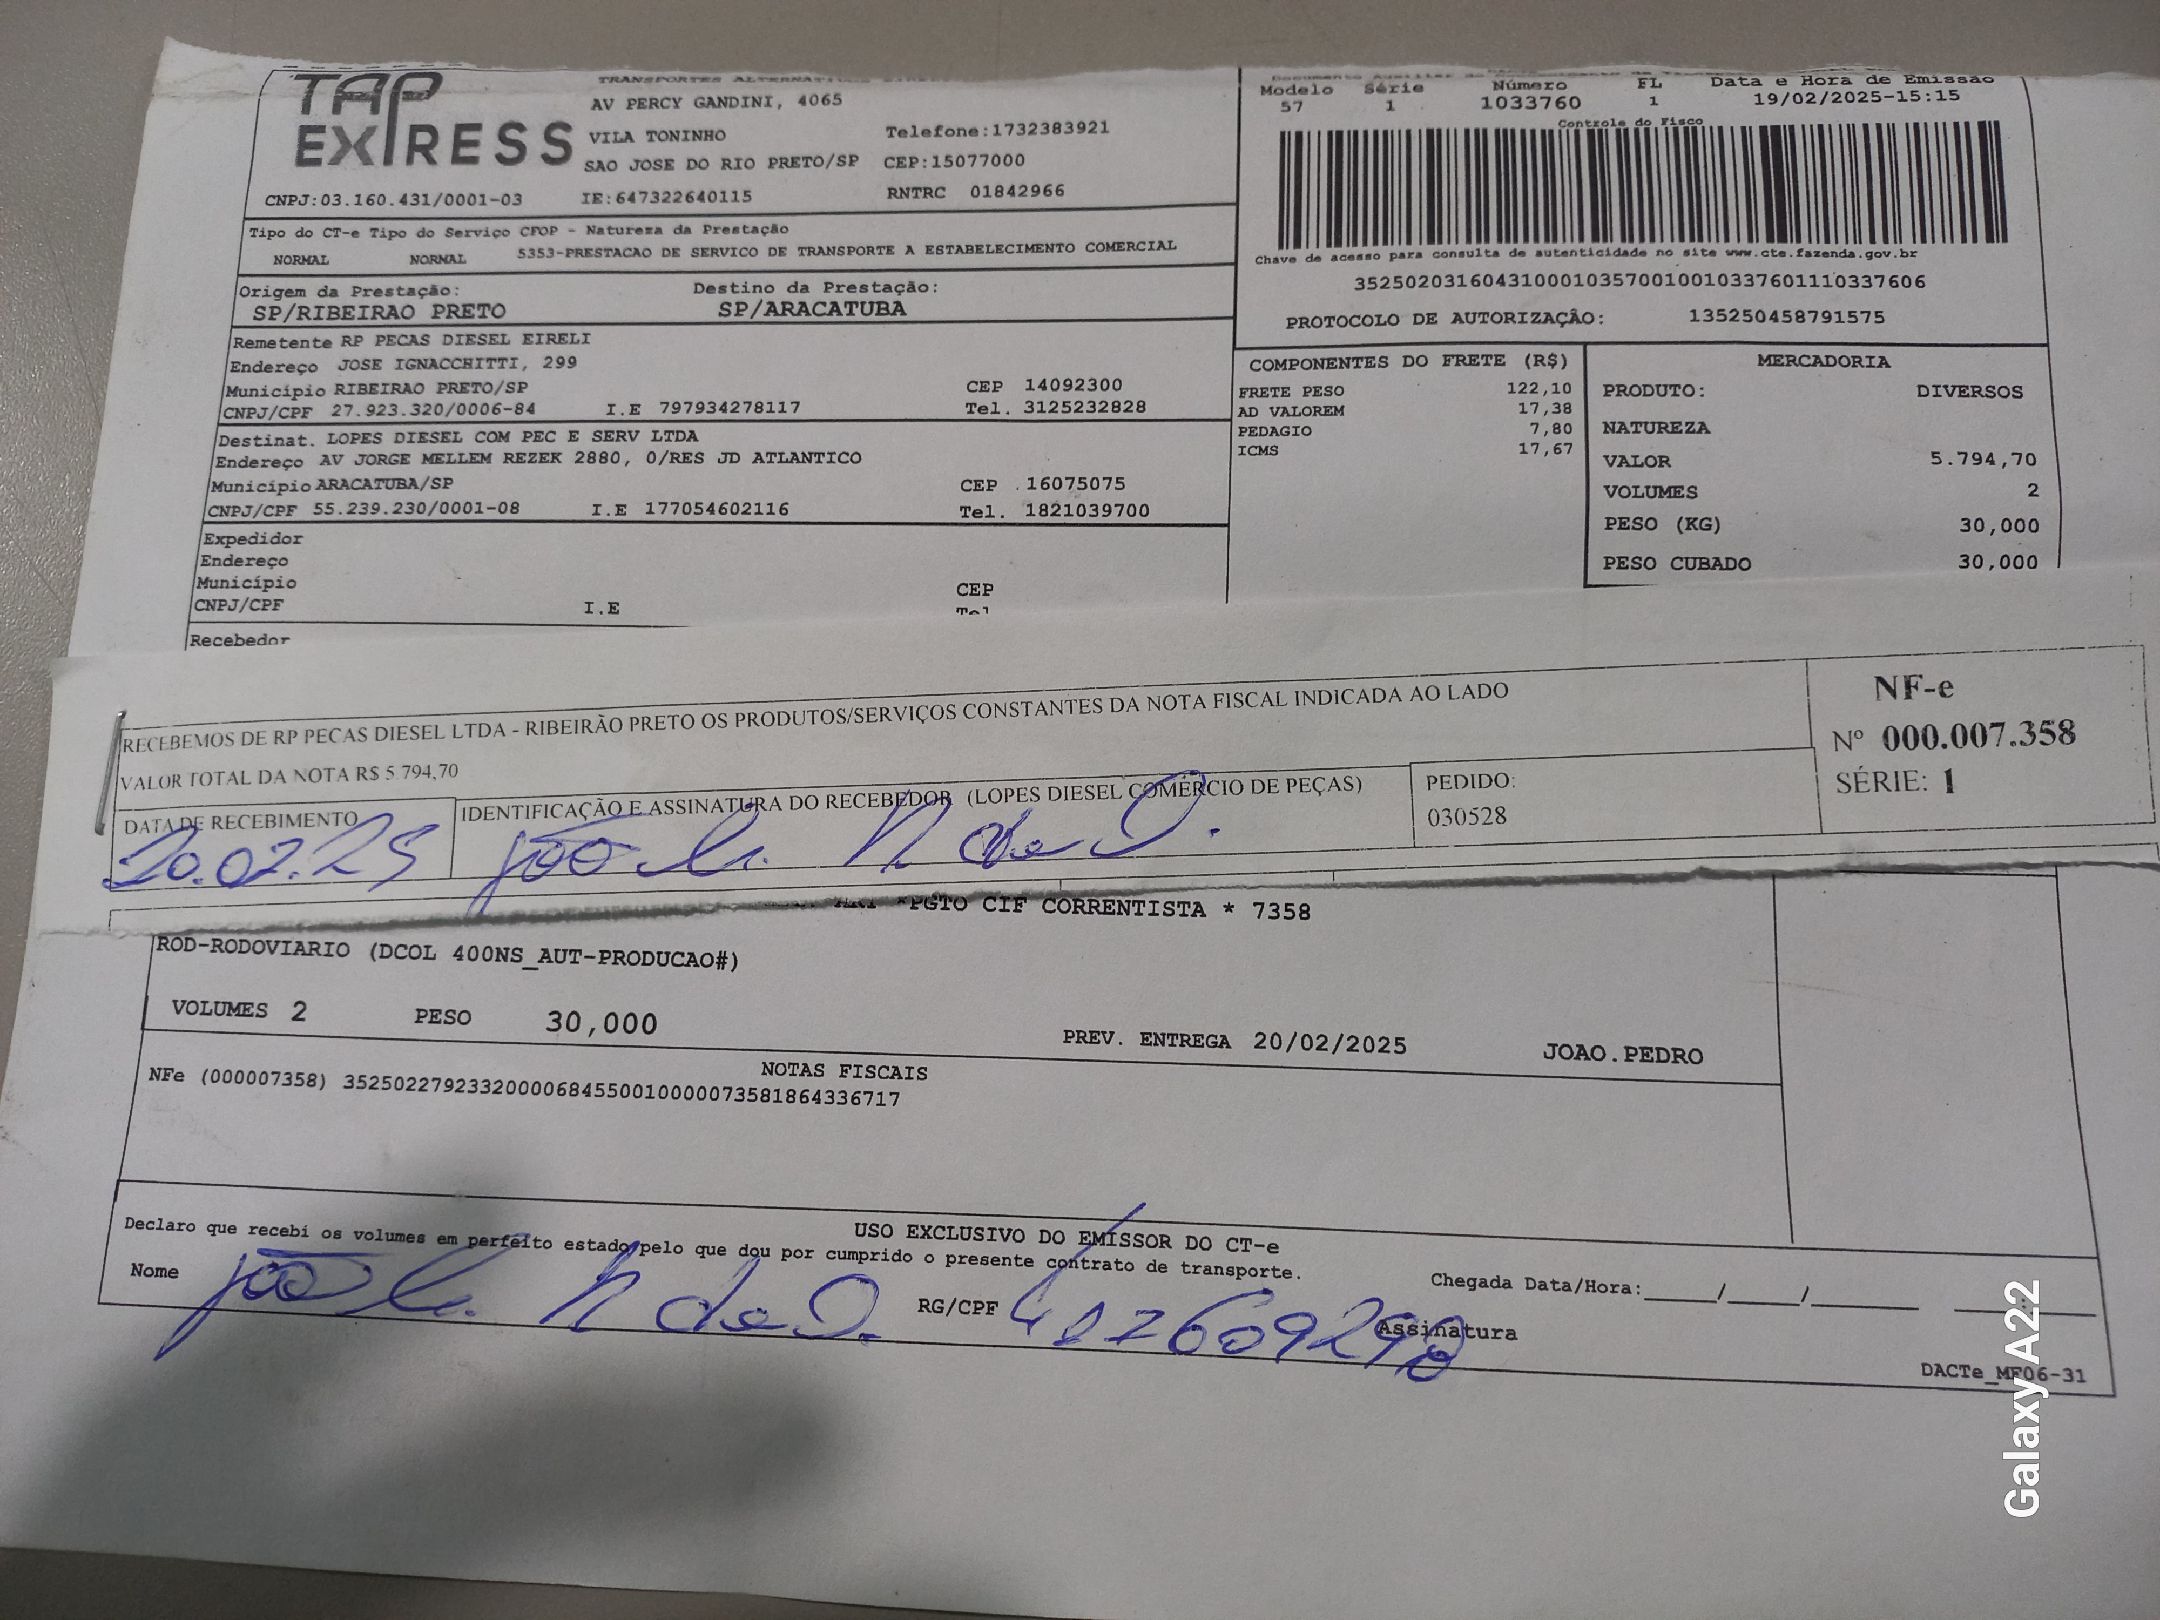 TAP EXPRESS
AV PERCY GANDINI, 4065
VILA TONINHO Telefone:1732383921
SAO JOSE DO RIO PRETO/SP CEP:15077000
CNPJ:03.160.431/0001-03 IE:647322640115 RNTRC 01842966
Modelo Série Número FL Data e Hora de Emissão
57 1 1033760 1 19/02/2025-15:15
Controle do Fisco
Chave de acesso para consulta de autenticidade no site www.cte.fazenda.gov.br
35250203160431000103570010010337601110337606
PROTOCOLO DE AUTORIZAÇÃO: 135250458791575
Tipo do CT-e Tipo do Serviço CFOP - Natureza da Prestação
NORMAL NORMAL 5353-PRESTACAO DE SERVICO DE TRANSPORTE A ESTABELECIMENTO COMERCIAL
Origem da Prestação: Destino da Prestação:
SP/RIBEIRAO PRETO SP/ARACATUBA
Remetente RP PECAS DIESEL EIRELI
Endereço JOSE IGNACCHITTI, 299
Município RIBEIRAO PRETO/SP CEP 14092300
CNPJ/CPF 27.923.320/0006-84 I.E 797934278117 Tel. 3125232828
Destinat. LOPES DIESEL COM PEC E SERV LTDA
Endereço AV JORGE MELLEM REZEK 2880, 0/RES JD ATLANTICO
Município ARACATUBA/SP CEP 16075075
CNPJ/CPF 55.239.230/0001-08 I.E 177054602116 Tel. 1821039700
Expedidor
Endereço
Município CEP
CNPJ/CPF I.E Tel
Recebedor
COMPONENTES DO FRETE (R$)
FRETE PESO 122,10
AD VALOREM 17,38
PEDAGIO 7,80
ICMS 17,67
MERCADORIA
PRODUTO: DIVERSOS
NATUREZA
VALOR 5.794,70
VOLUMES 2
PESO (KG) 30,000
PESO CUBADO 30,000
RECEBEMOS DE RP PECAS DIESEL LTDA - RIBEIRÃO PRETO OS PRODUTOS/SERVIÇOS CONSTANTES DA NOTA FISCAL INDICADA AO LADO
VALOR TOTAL DA NOTA R$ 5.794,70
DATA DE RECEBIMENTO IDENTIFICAÇÃO E ASSINATURA DO RECEBEDOR (LOPES DIESEL COMÉRCIO DE PEÇAS)
20.02.25 João
PEDIDO:
030528
NF-e
Nº 000.007.358
SÉRIE: 1
*PGTO CIF CORRENTISTA * 7358
ROD-RODOVIARIO (DCOL 400NS_AUT-PRODUCAO#)
VOLUMES 2 PESO 30,000 PREV. ENTREGA 20/02/2025 JOAO.PEDRO
NOTAS FISCAIS
NFe (000007358) 35250227923320000684550010000073581864336717
USO EXCLUSIVO DO EMISSOR DO CT-e
Declaro que recebi os volumes em perfeito estado pelo que dou por cumprido o presente contrato de transporte.
Nome João RG/CPF Assinatura
Chegada Data/Hora:____/____/______ ____:____
DACTe_MF06-31
Galaxy A22